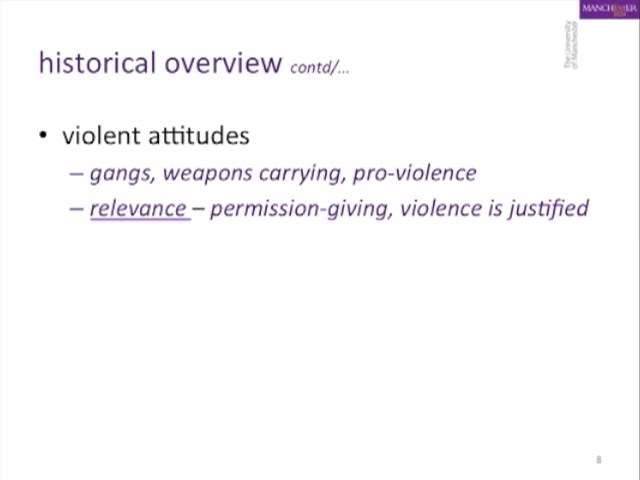 MANCHESTER
1824
The University
of Manchester
historical overview contd/...
• violent attitudes
– gangs, weapons carrying, pro-violence
– relevance – permission-giving, violence is justified
8